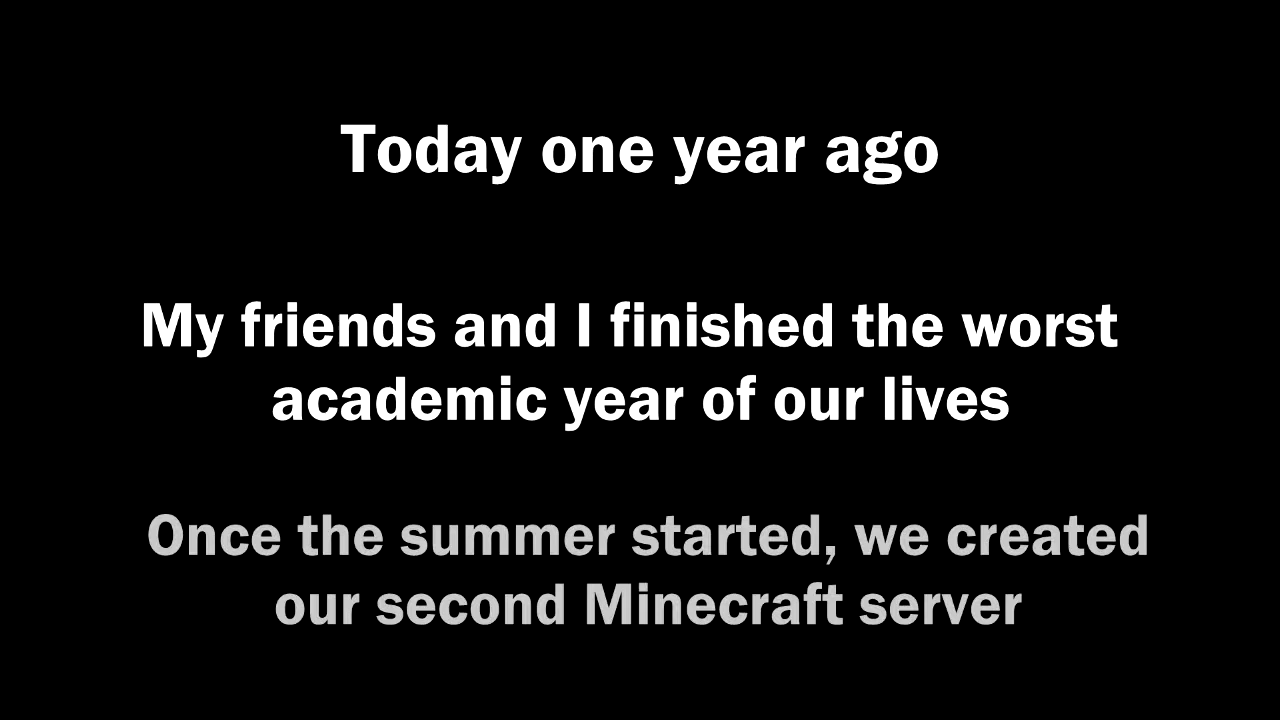 Today one year ago
My friends and I finished the worst
academic year of our lives
Once the summer started, we created
our second Minecraft server